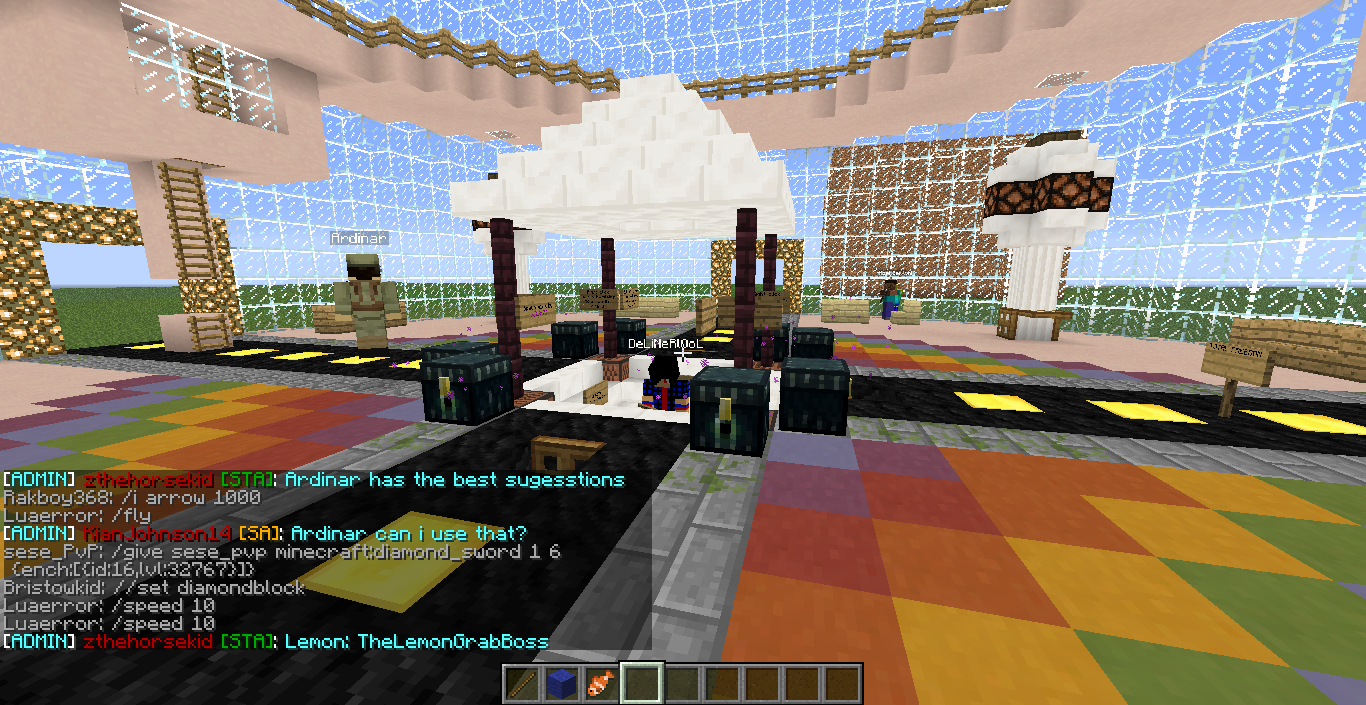 Ardinar
DeLiNeRtOoL
[ADMIN] zthehorsekid [STA]: Ardinar has the best sugesstions
Rakboy368: /i arrow 1000
Luaerror: /fly
[ADMIN] KianJohnson14 [SA]: Ardinar can i use that?
sese_PvP: /give sese_pvp minecraft:diamond_sword 1 6
{ench:[{id:16,lvl:32767}]}
Bristowkid: //set diamondblock
Luaerror: /speed 10
Luaerror: /speed 10
[ADMIN] zthehorsekid [STA]: Lemon: TheLemonGrabBoss